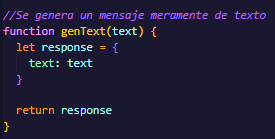 //Se genera un mensaje meramente de texto
function genText(text) {
  let response = {
    text: text
  }

  return response
}